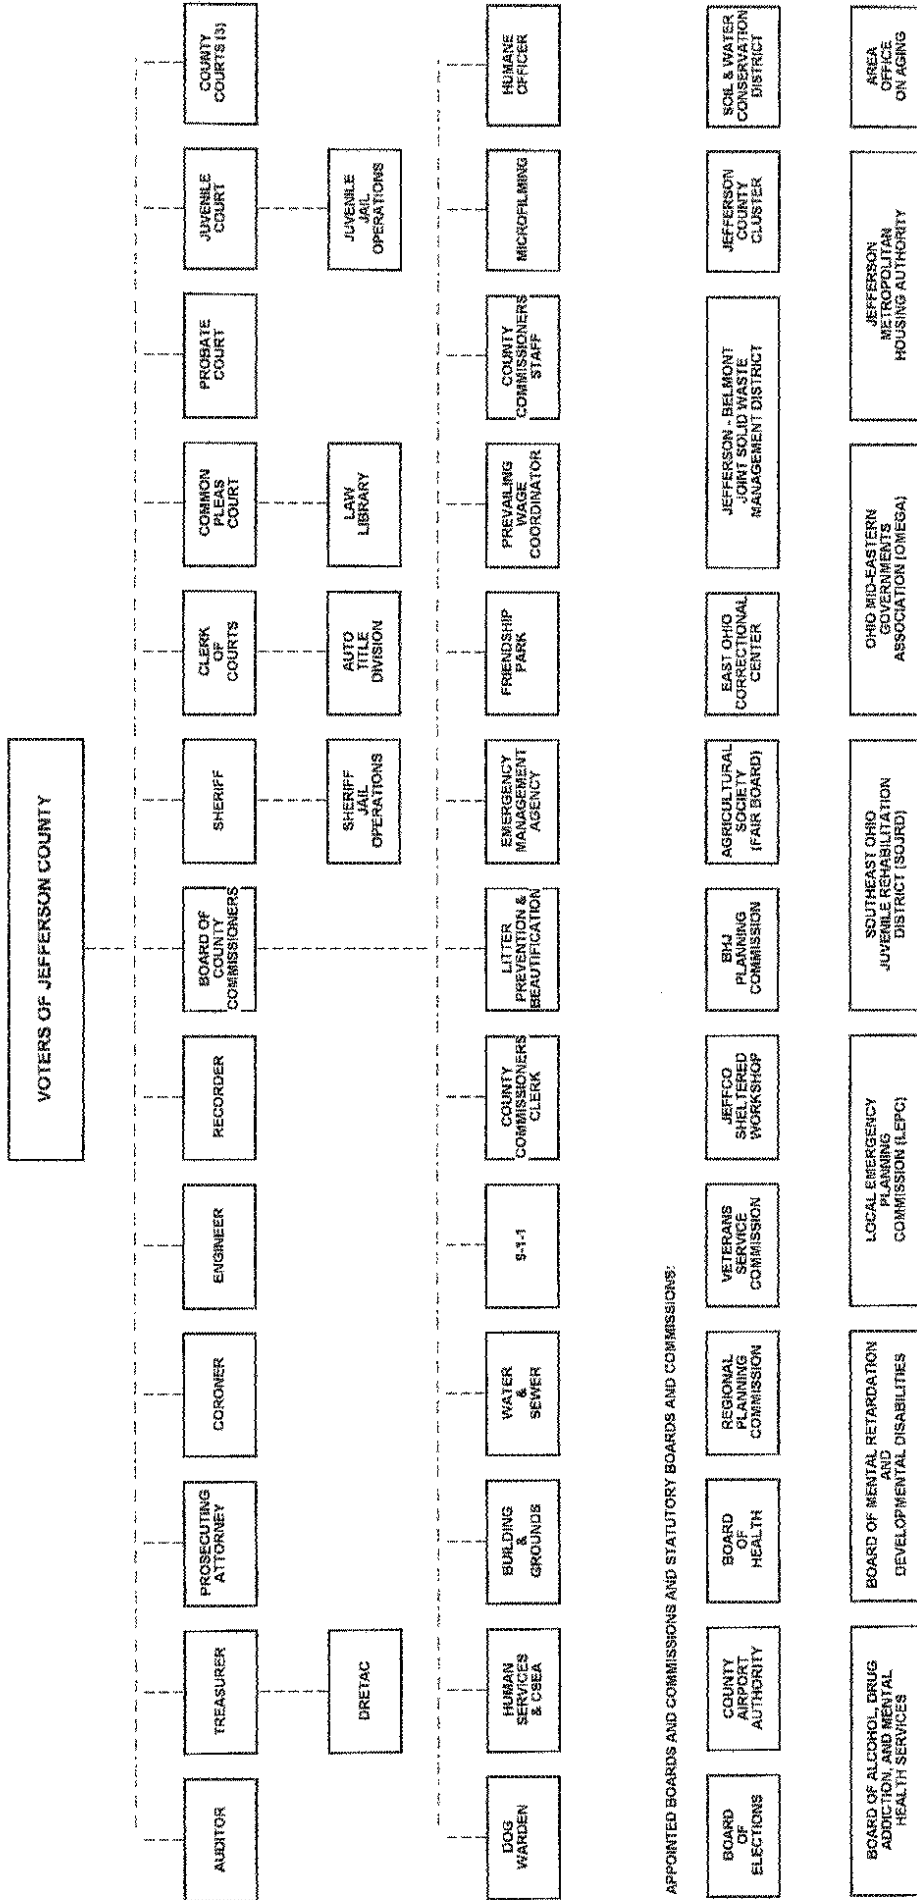 VOTERS OF JEFFERSON COUNTY
AUDITOR
TREASURER
PROSECUTING
ATTORNEY
CORONER
ENGINEER
RECORDER
BOARD OF
COUNTY
COMMISSIONERS
SHERIFF
CLERK
OF
COURTS
COMMON
PLEAS
COURT
PROBATE
COURT
JUVENILE
COURT
COUNTY
COURTS (3)
DRETAC
SHERIFF
JAIL
OPERATIONS
AUTO
TITLE
DIVISION
LAW
LIBRARY
JUVENILE
JAIL
OPERATIONS
DOG
WARDEN
HUMAN
SERVICES
& CSEA
BUILDING
&
GROUNDS
WATER
&
SEWER
9-1-1
COUNTY
COMMISSIONERS
CLERK
LITTER
PREVENTION &
BEAUTIFICATION
EMERGENCY
MANAGEMENT
AGENCY
FRIENDSHIP
PARK
PREVAILING
WAGE
COORDINATOR
COUNTY
COMMISSIONERS
STAFF
MICROFILMING
HUMANE
OFFICER
APPOINTED BOARDS AND COMMISSIONS AND STATUTORY BOARDS AND COMMISSIONS:
BOARD
OF
ELECTIONS
COUNTY
AIRPORT
AUTHORITY
BOARD
OF
HEALTH
REGIONAL
PLANNING
COMMISSION
VETERANS
SERVICE
COMMISSION
JEFFCO
SHELTERED
WORKSHOP
BHJ
PLANNING
COMMISSION
AGRICULTURAL
SOCIETY
(FAIR BOARD)
EAST OHIO
CORRECTIONAL
CENTER
JEFFERSON - BELMONT
JOINT SOLID WASTE
MANAGEMENT DISTRICT
JEFFERSON
COUNTY
CLUSTER
SOIL & WATER
CONSERVATION
DISTRICT
BOARD OF ALCOHOL, DRUG
ADDICTION, AND MENTAL
HEALTH SERVICES
BOARD OF MENTAL RETARDATION
AND
DEVELOPMENTAL DISABILITIES
LOCAL EMERGENCY
PLANNING
COMMISSION (LEPC)
SOUTHEAST OHIO
JUVENILE REHABILITATION
DISTRICT (SOJRD)
OHIO MID-EASTERN
GOVERNMENTS
ASSOCIATION (OMEGA)
JEFFERSON
METROPOLITAN
HOUSING AUTHORITY
AREA
OFFICE
ON AGING